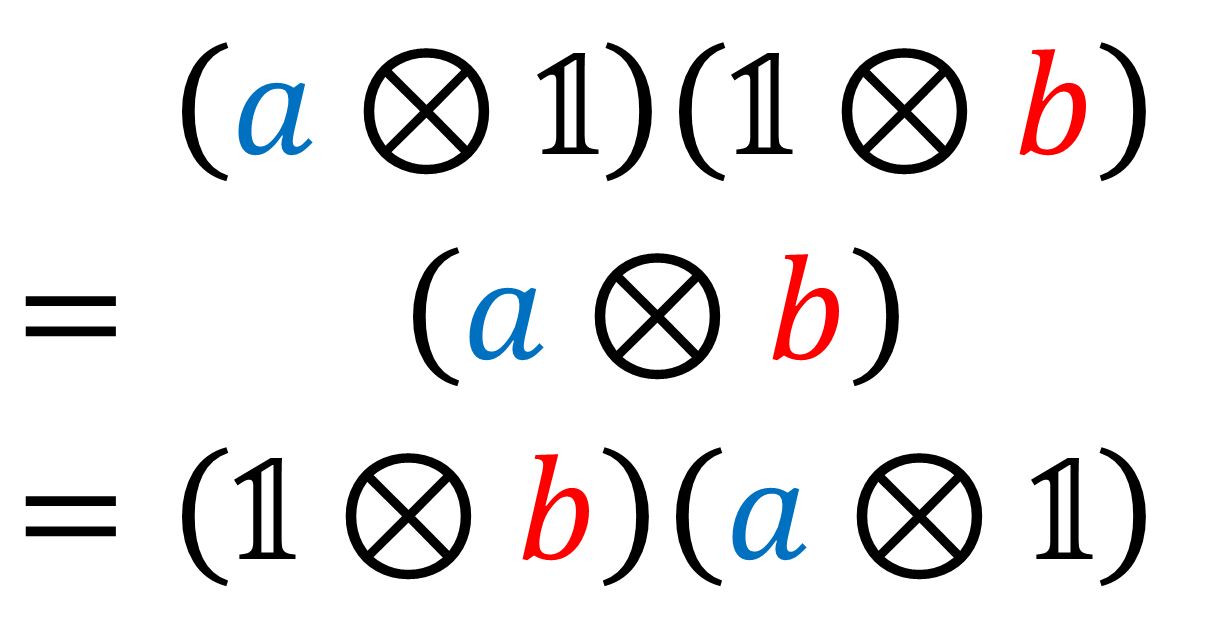 (𝑎 ⊗ 𝟙)(𝟙 ⊗ 𝑏)
= (𝑎 ⊗ 𝑏)
= (𝟙 ⊗ 𝑏)(𝑎 ⊗ 𝟙)